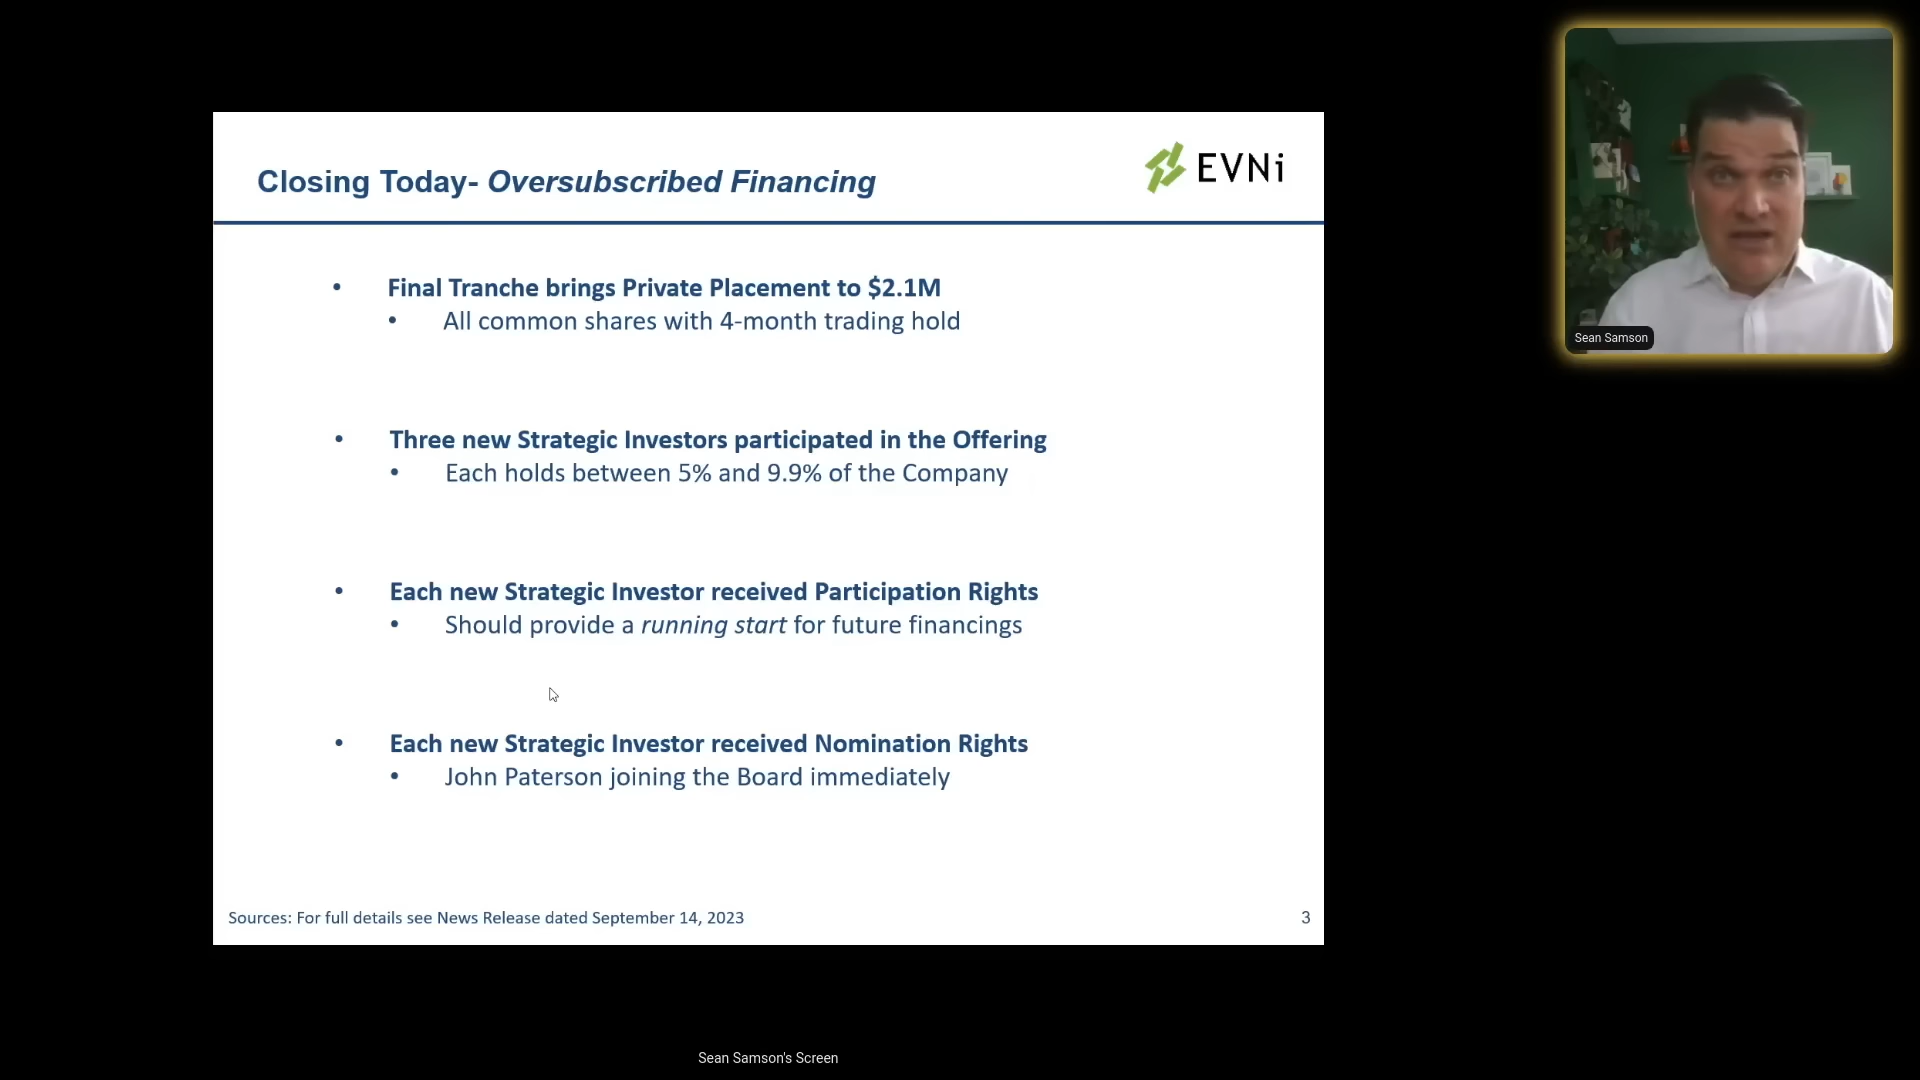 Closing Today- Oversubscribed Financing
EVNi
• Final Tranche brings Private Placement to $2.1M
• All common shares with 4-month trading hold
• Three new Strategic Investors participated in the Offering
• Each holds between 5% and 9.9% of the Company
• Each new Strategic Investor received Participation Rights
• Should provide a running start for future financings
• Each new Strategic Investor received Nomination Rights
• John Paterson joining the Board immediately
Sources: For full details see News Release dated September 14, 2023
3
Sean Samson
Sean Samson's Screen